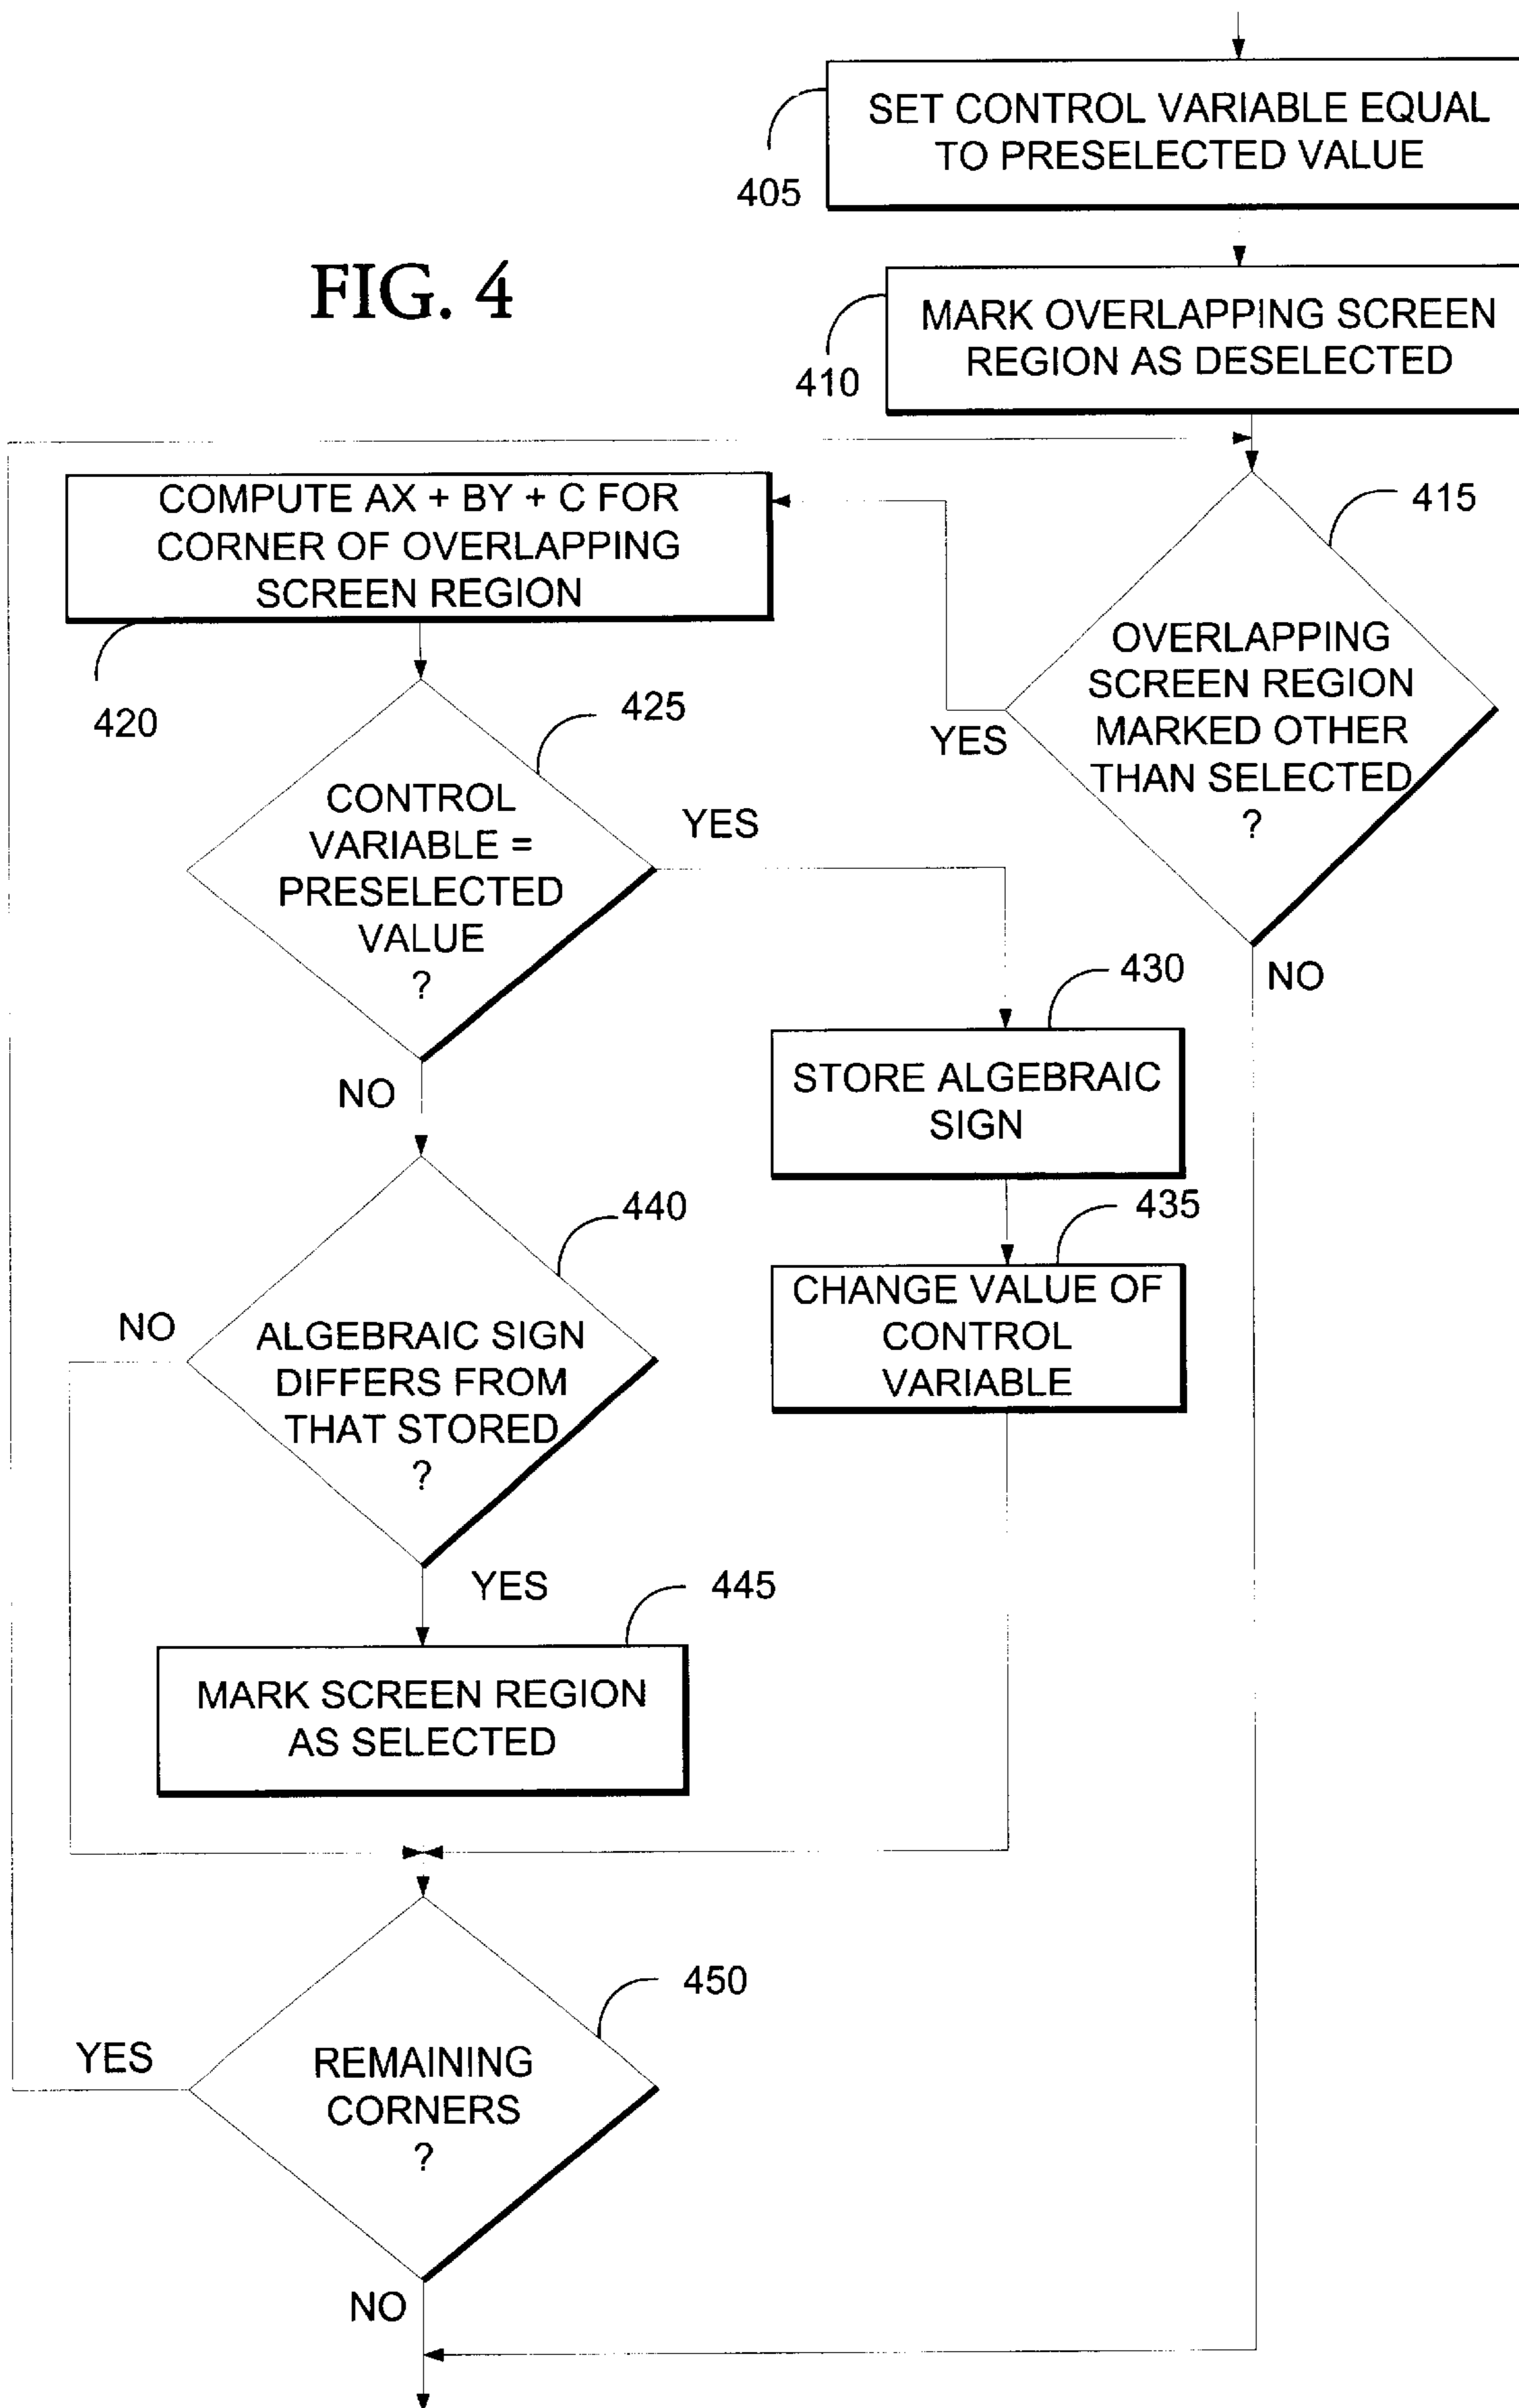 SET CONTROL VARIABLE EQUAL
TO PRESELECTED VALUE
405
FIG. 4
MARK OVERLAPPING SCREEN
REGION AS DESELECTED
410
COMPUTE AX + BY + C FOR
CORNER OF OVERLAPPING
SCREEN REGION
420
415
OVERLAPPING
SCREEN REGION
MARKED OTHER
THAN SELECTED
?
YES
NO
425
CONTROL
VARIABLE =
PRESELECTED
VALUE
?
YES
NO
430
STORE ALGEBRAIC
SIGN
435
CHANGE VALUE OF
CONTROL
VARIABLE
440
NO
ALGEBRAIC SIGN
DIFFERS FROM
THAT STORED
?
YES
445
MARK SCREEN REGION
AS SELECTED
450
YES
REMAINING
CORNERS
?
NO